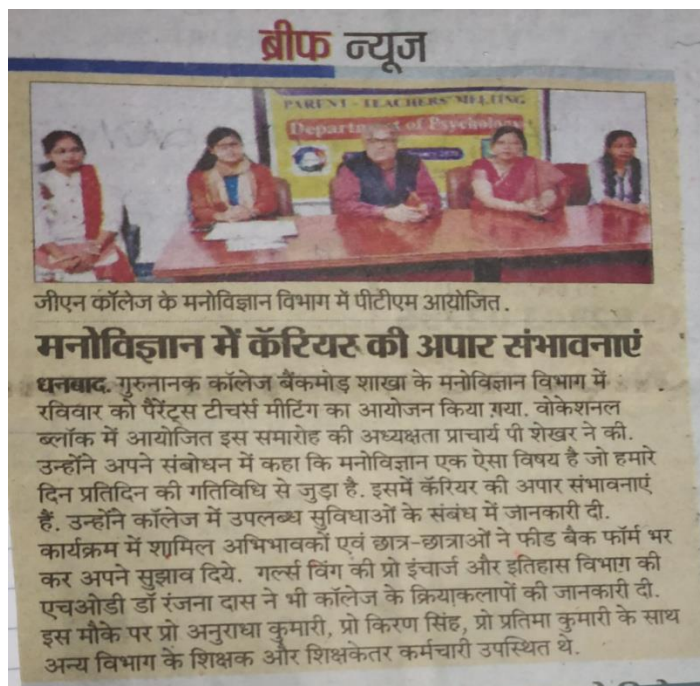 ब्रीफ न्यूज
PARENT - TEACHERS' MEETING
Department of Psychology
जीएन कॉलेज के मनोविज्ञान विभाग में पीटीएम आयोजित.
मनोविज्ञान में कॅरियर की अपार संभावनाएं
धनबाद. गुरुनानक कॉलेज बैंकमोड़ शाखा के मनोविज्ञान विभाग में
रविवार को पैरेंट्स टीचर्स मीटिंग का आयोजन किया गया. वोकेशनल
ब्लॉक में आयोजित इस समारोह की अध्यक्षता प्राचार्य पी शेखर ने की.
उन्होंने अपने संबोधन में कहा कि मनोविज्ञान एक ऐसा विषय है जो हमारे
दिन प्रतिदिन की गतिविधि से जुड़ा है. इसमें कॅरियर की अपार संभावनाएं
हैं. उन्होंने कॉलेज में उपलब्ध सुविधाओं के संबंध में जानकारी दी.
कार्यक्रम में शामिल अभिभावकों एवं छात्र-छात्राओं ने फीड बैक फॉर्म भर
कर अपने सुझाव दिये. गर्ल्स विंग की प्रो इंचार्ज और इतिहास विभाग की
एचओडी डॉ रंजना दास ने भी कॉलेज के क्रियाकलापों की जानकारी दी.
इस मौके पर प्रो अनुराधा कुमारी, प्रो किरण सिंह, प्रो प्रतिमा कुमारी के साथ
अन्य विभाग के शिक्षक और शिक्षकेतर कर्मचारी उपस्थित थे.